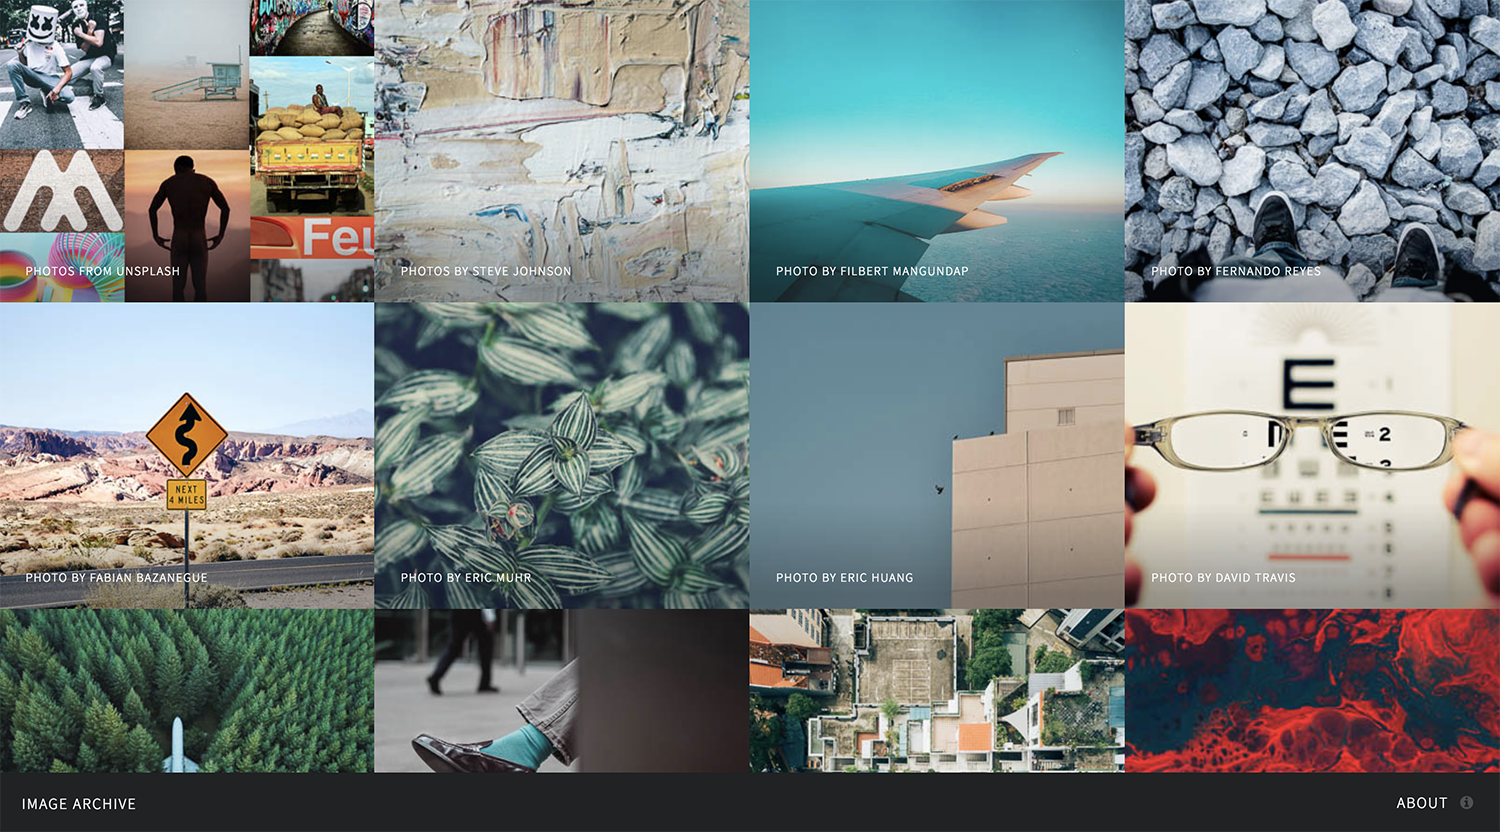 Feu
PHOTOS FROM UNSPLASH
PHOTOS BY STEVE JOHNSON
PHOTO BY FILBERT MANGUNDAP
PHOTO BY FERNANDO REYES
NEXT
4 MILES
E
2
PHOTO BY FABIAN BAZANEGUE
PHOTO BY ERIC MUHR
PHOTO BY ERIC HUANG
PHOTO BY DAVID TRAVIS
IMAGE ARCHIVE
ABOUT